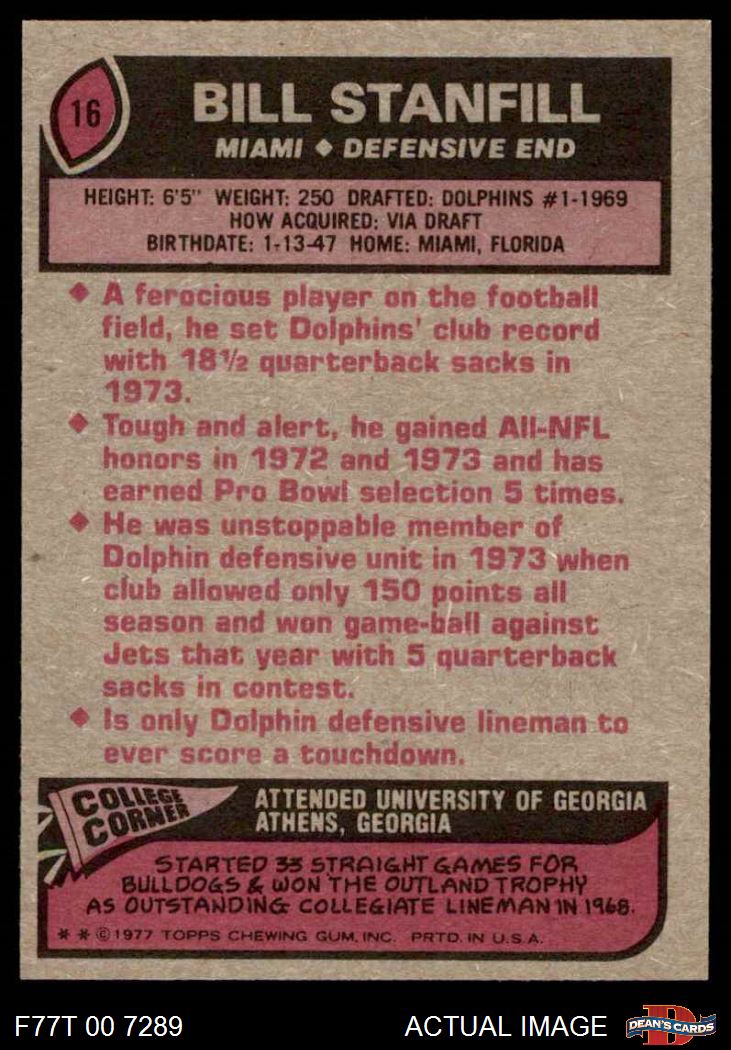 16
BILL STANFILL
MIAMI ◆ DEFENSIVE END
HEIGHT: 6'5" WEIGHT: 250 DRAFTED: DOLPHINS #1-1969
HOW ACQUIRED: VIA DRAFT
BIRTHDATE: 1-13-47 HOME: MIAMI, FLORIDA
◆ A ferocious player on the football
field, he set Dolphins' club record
with 18½ quarterback sacks in
1973.
◆ Tough and alert, he gained All-NFL
honors in 1972 and 1973 and has
earned Pro Bowl selection 5 times.
◆ He was unstoppable member of
Dolphin defensive unit in 1973 when
club allowed only 150 points all
season and won game-ball against
Jets that year with 5 quarterback
sacks in contest.
◆ Is only Dolphin defensive lineman to
ever score a touchdown.
COLLEGE
CORNER
ATTENDED UNIVERSITY OF GEORGIA
ATHENS, GEORGIA
STARTED 33 STRAIGHT GAMES FOR
BULLDOGS & WON THE OUTLAND TROPHY
AS OUTSTANDING COLLEGIATE LINEMAN IN 1968.
* * © 1977 TOPPS CHEWING GUM, INC. PRTD. IN U.S.A.
F77T 00 7289
ACTUAL IMAGE
D
DEAN'S CARDS